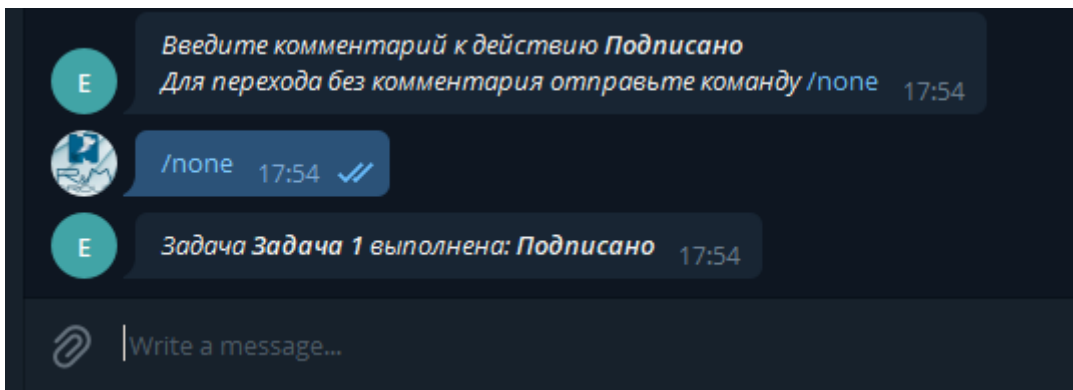 Введите комментарий к действию Подписано
Для перехода без комментария отправьте команду /none 17:54
E
/none 17:54
Задача Задача 1 выполнена: Подписано 17:54
E
Write a message...